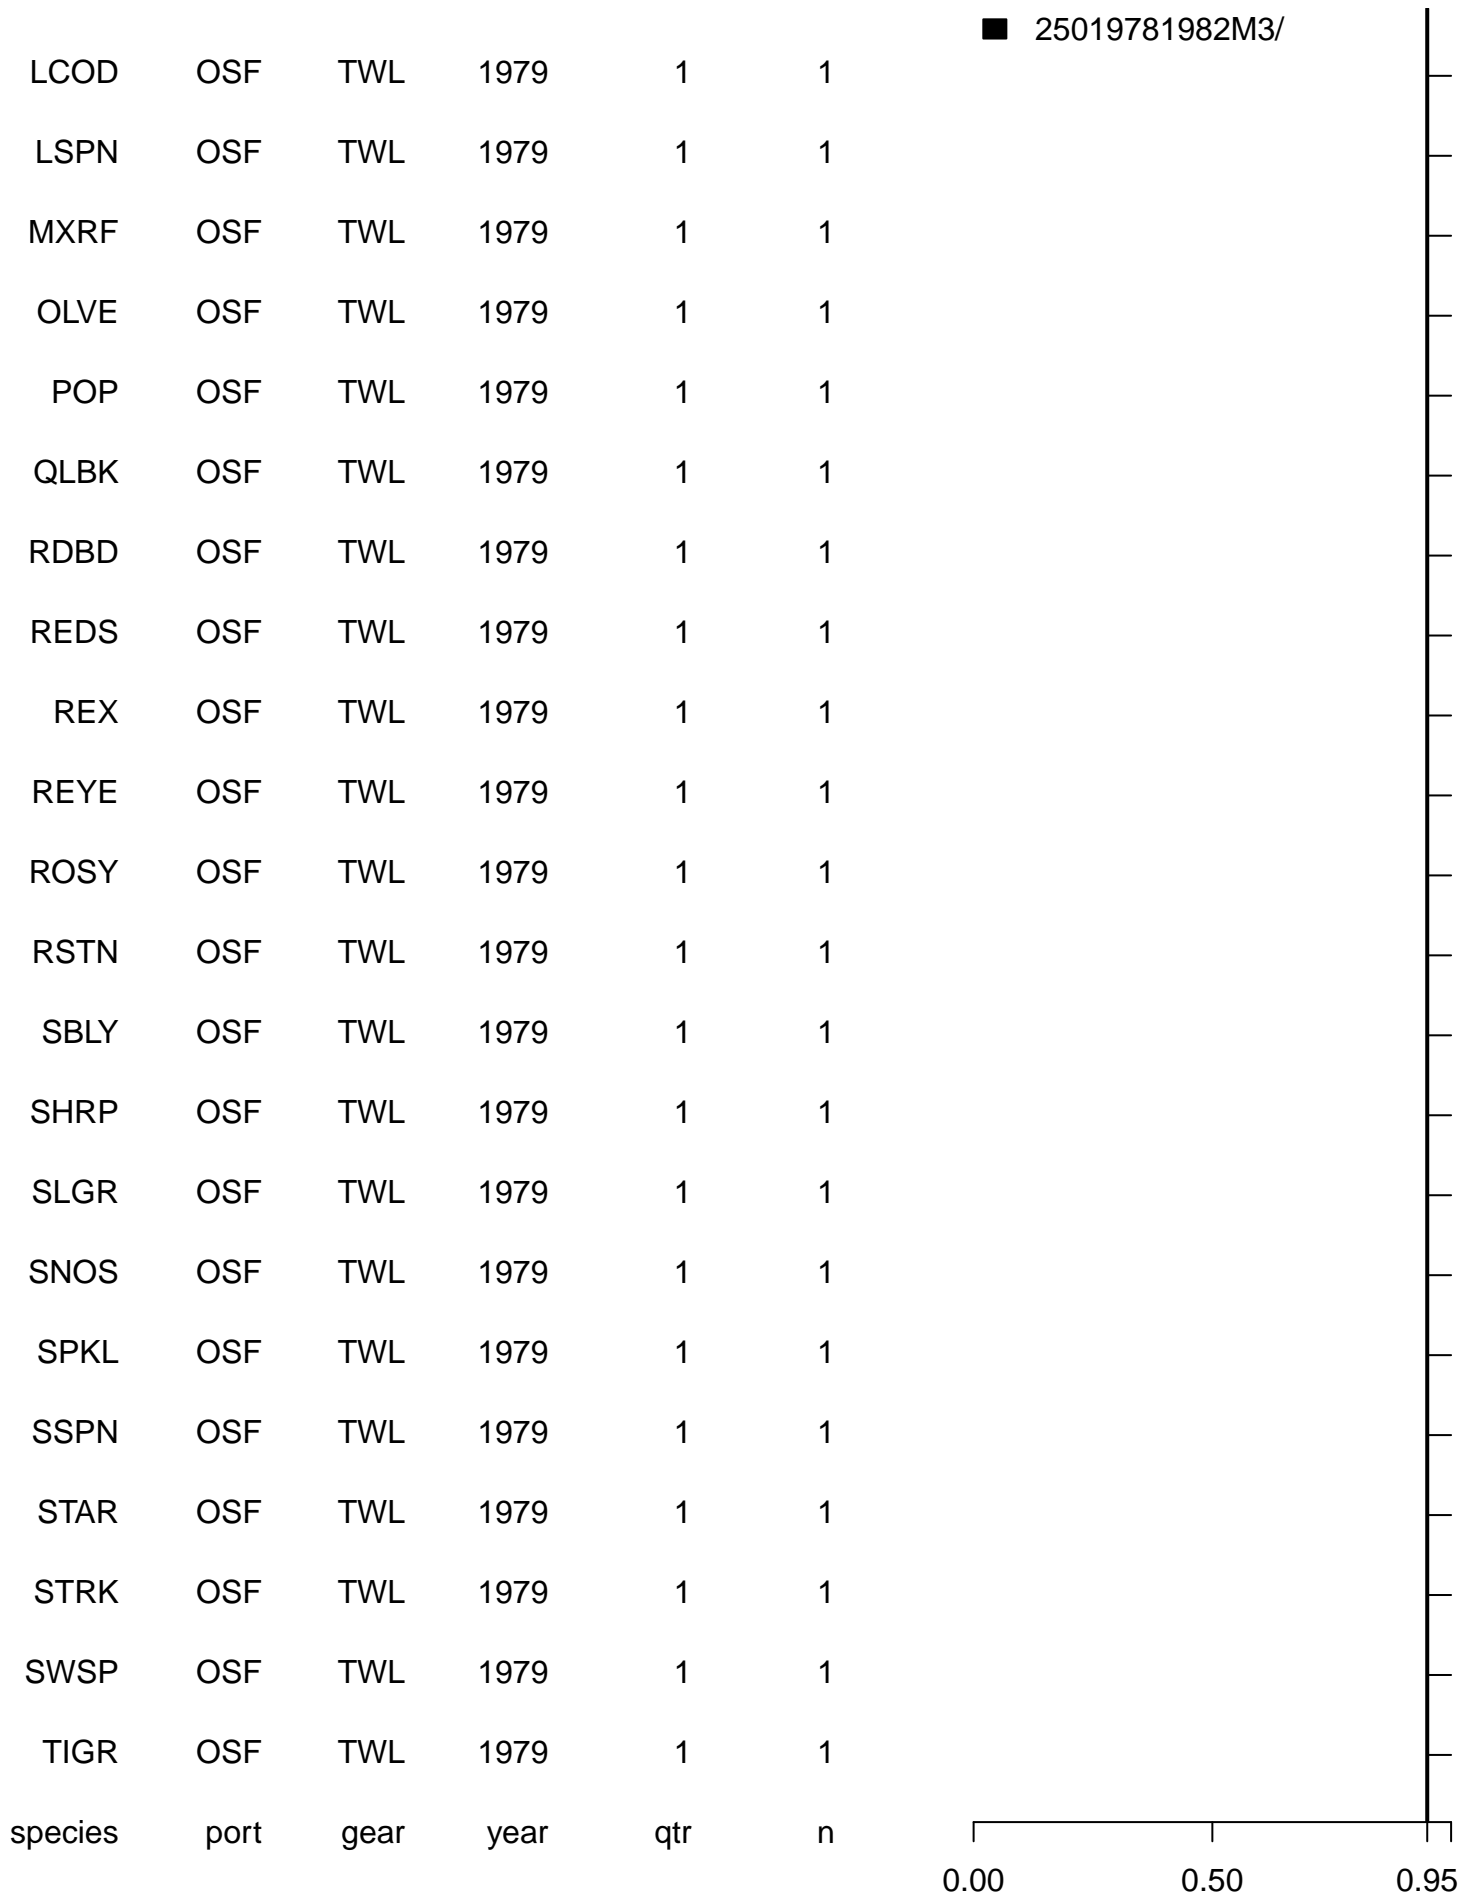 25019781982M3/
LCOD OSF TWL 1979 1 1
LSPN OSF TWL 1979 1 1
MXRF OSF TWL 1979 1 1
OLVE OSF TWL 1979 1 1
POP OSF TWL 1979 1 1
QLBK OSF TWL 1979 1 1
RDBD OSF TWL 1979 1 1
REDS OSF TWL 1979 1 1
REX OSF TWL 1979 1 1
REYE OSF TWL 1979 1 1
ROSY OSF TWL 1979 1 1
RSTN OSF TWL 1979 1 1
SBLY OSF TWL 1979 1 1
SHRP OSF TWL 1979 1 1
SLGR OSF TWL 1979 1 1
SNOS OSF TWL 1979 1 1
SPKL OSF TWL 1979 1 1
SSPN OSF TWL 1979 1 1
STAR OSF TWL 1979 1 1
STRK OSF TWL 1979 1 1
SWSP OSF TWL 1979 1 1
TIGR OSF TWL 1979 1 1
species port gear year qtr n
0.00 0.50 0.95